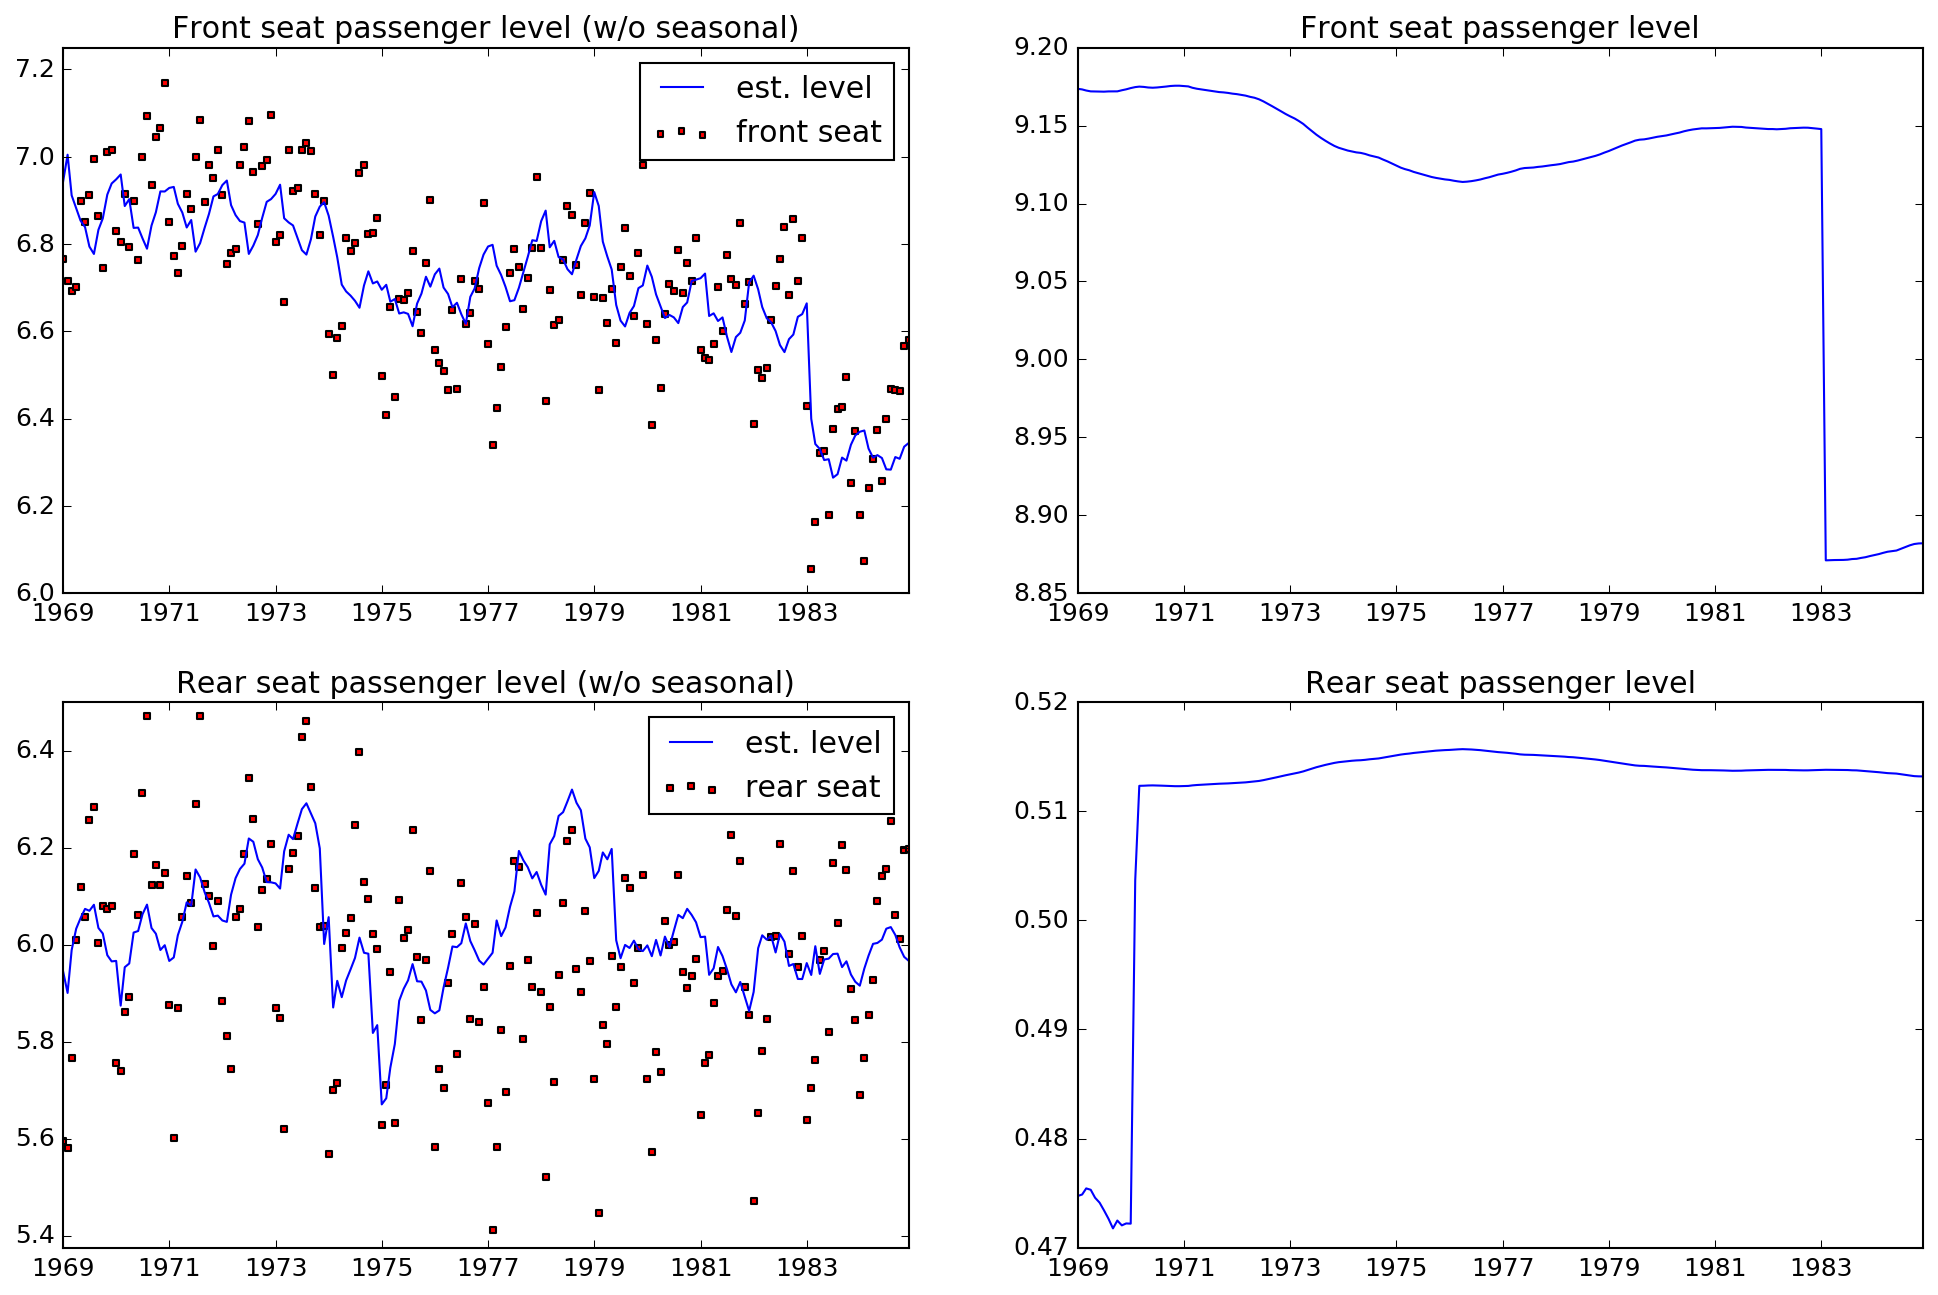 Front seat passenger level (w/o seasonal)
7.2
7.0
6.8
6.6
6.4
6.2
6.0
est. level
front seat
1969 1971 1973 1975 1977 1979 1981 1983
Front seat passenger level
9.20
9.15
9.10
9.05
9.00
8.95
8.90
8.85
1969 1971 1973 1975 1977 1979 1981 1983
Rear seat passenger level (w/o seasonal)
6.4
6.2
6.0
5.8
5.6
5.4
est. level
rear seat
1969 1971 1973 1975 1977 1979 1981 1983
Rear seat passenger level
0.52
0.51
0.50
0.49
0.48
0.47
1969 1971 1973 1975 1977 1979 1981 1983